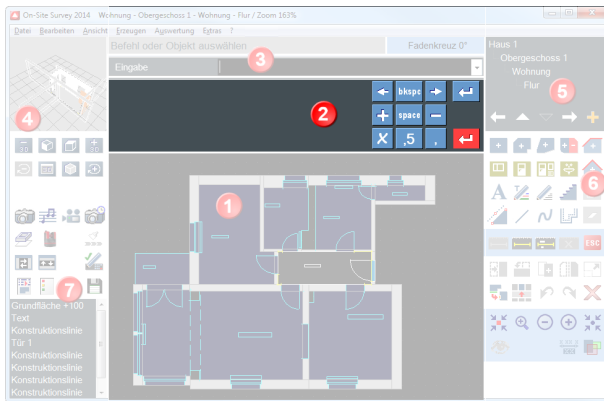 On-Site Survey 2014 Wohnung - Obergeschoss 1 - Wohnung - Flur / Zoom 163%
Datei Bearbeiten Ansicht Erzeugen Auswertung Extras ?
Befehl oder Objekt auswählen
Fadenkreuz 0°
Eingabe
3
Haus 1
Obergeschoss 1
Wohnung
Flur
5
4
2
bkspc
space
X
,5
,
1
6
A
ESC
7
Grundfläche +100
Text
Konstruktionslinie
Tür 1
Konstruktionslinie
Konstruktionslinie
Konstruktionslinie
Konstruktionslinie